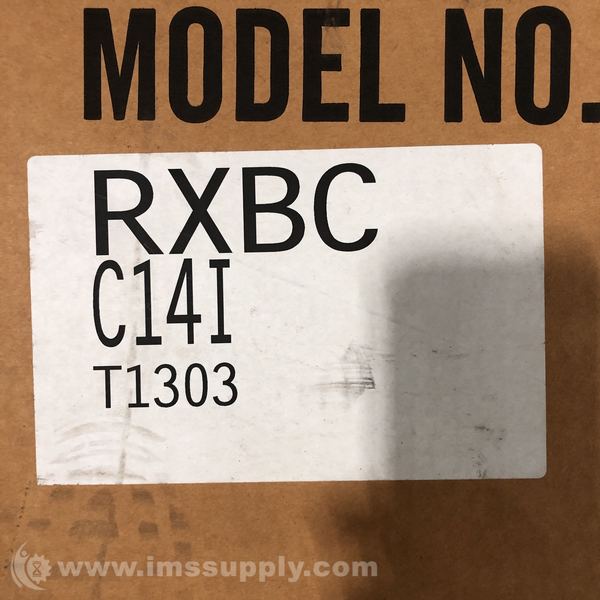 MODEL NO.
RXBC
C14I
T1303
www.imssupply.com